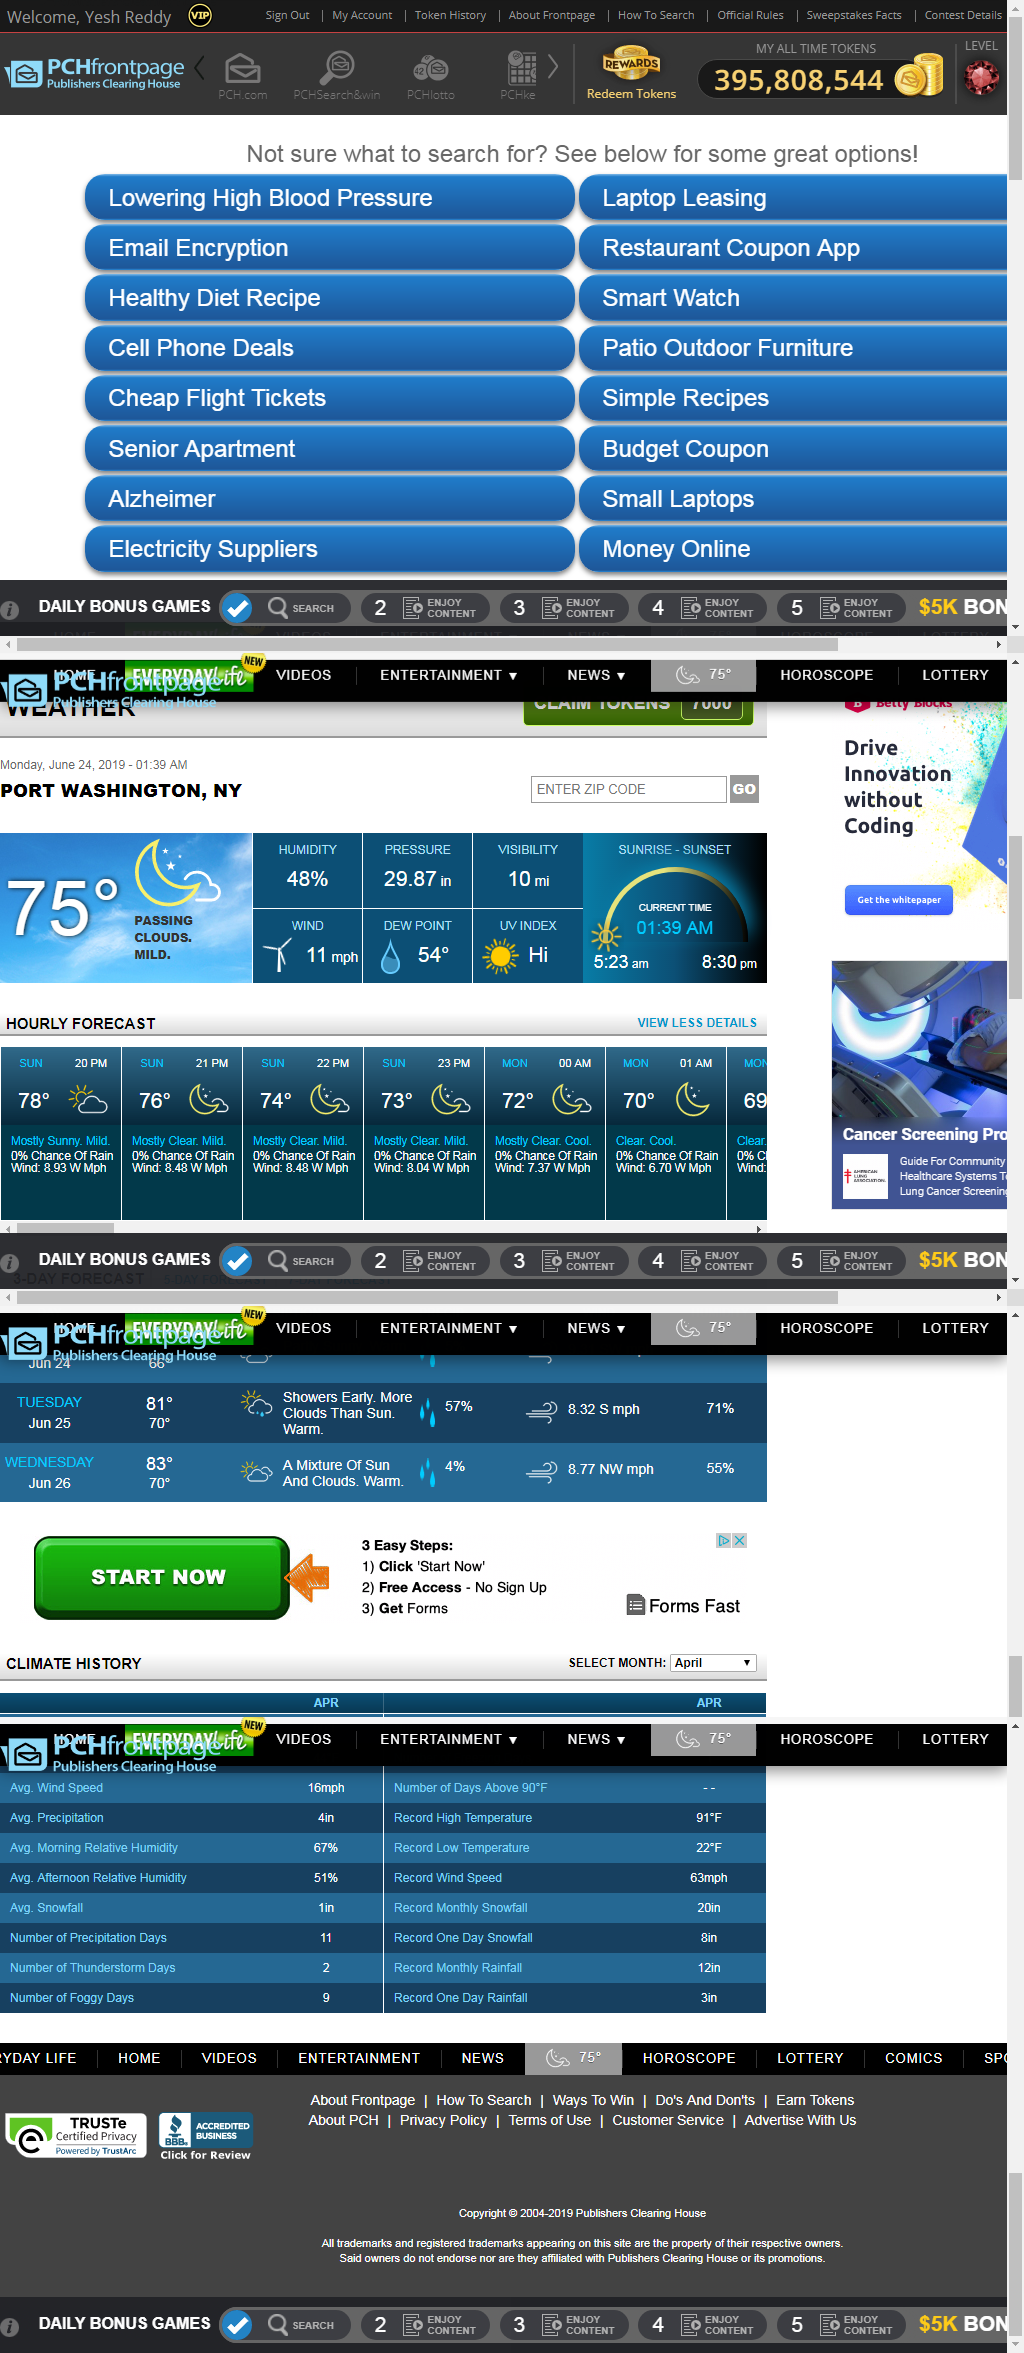 Welcome, Yesh Reddy VIP Sign Out | My Account | Token History | About Frontpage | How To Search | Official Rules | Sweepstakes Facts | Contest Details
PCHfrontpage
Publishers Clearing House
PCH.com PCHSearch&win PCHlotto PCHke
REWARDS
Redeem Tokens
MY ALL TIME TOKENS
395,808,544
LEVEL
Not sure what to search for? See below for some great options!
Lowering High Blood Pressure Laptop Leasing
Email Encryption Restaurant Coupon App
Healthy Diet Recipe Smart Watch
Cell Phone Deals Patio Outdoor Furniture
Cheap Flight Tickets Simple Recipes
Senior Apartment Budget Coupon
Alzheimer Small Laptops
Electricity Suppliers Money Online
i DAILY BONUS GAMES SEARCH 2 ENJOY CONTENT 3 ENJOY CONTENT 4 ENJOY CONTENT 5 ENJOY CONTENT $5K BON
HOME EVERYDAY life NEW VIDEOS ENTERTAINMENT ▼ NEWS ▼ 75° HOROSCOPE LOTTERY
PCHfrontpage
Publishers Clearing House
WEATHER CLAIM TOKENS 7000
Betty Blocks
Drive
Innovation
without
Coding
Get the whitepaper
Monday, June 24, 2019 - 01:39 AM
PORT WASHINGTON, NY
ENTER ZIP CODE GO
75°
PASSING
CLOUDS.
MILD.
HUMIDITY
48%
PRESSURE
29.87 in
VISIBILITY
10 mi
WIND
11 mph
DEW POINT
54°
UV INDEX
Hi
SUNRISE - SUNSET
CURRENT TIME
01:39 AM
5:23 am 8:30 pm
HOURLY FORECAST VIEW LESS DETAILS
SUN 20 PM SUN 21 PM SUN 22 PM SUN 23 PM MON 00 AM MON 01 AM MON
78° 76° 74° 73° 72° 70° 69
Mostly Sunny. Mild. Mostly Clear. Mild. Mostly Clear. Mild. Mostly Clear. Mild. Mostly Clear. Cool. Clear. Cool. Clear.
0% Chance Of Rain 0% Chance Of Rain 0% Chance Of Rain 0% Chance Of Rain 0% Chance Of Rain 0% Chance Of Rain 0% C
Wind: 8.93 W Mph Wind: 8.48 W Mph Wind: 8.48 W Mph Wind: 8.04 W Mph Wind: 7.37 W Mph Wind: 6.70 W Mph Wind:
Cancer Screening Pro
AMERICAN LUNG ASSOCIATION.
Guide For Community
Healthcare Systems T
Lung Cancer Screening
i DAILY BONUS GAMES SEARCH 2 ENJOY CONTENT 3 ENJOY CONTENT 4 ENJOY CONTENT 5 ENJOY CONTENT $5K BON
3-DAY FORECAST
HOME EVERYDAY life NEW VIDEOS ENTERTAINMENT ▼ NEWS ▼ 75° HOROSCOPE LOTTERY
PCHfrontpage
Publishers Clearing House
Jun 24 66°
TUESDAY
Jun 25
81°
70°
Showers Early. More
Clouds Than Sun.
Warm.
57% 8.32 S mph 71%
WEDNESDAY
Jun 26
83°
70°
A Mixture Of Sun
And Clouds. Warm.
4% 8.77 NW mph 55%
START NOW
3 Easy Steps:
1) Click 'Start Now'
2) Free Access - No Sign Up
3) Get Forms
Forms Fast
CLIMATE HISTORY SELECT MONTH: April ▼
APR APR
HOME EVERYDAY life NEW VIDEOS ENTERTAINMENT ▼ NEWS ▼ 75° HOROSCOPE LOTTERY
PCHfrontpage
Publishers Clearing House
Avg. Wind Speed 16mph Number of Days Above 90°F - -
Avg. Precipitation 4in Record High Temperature 91°F
Avg. Morning Relative Humidity 67% Record Low Temperature 22°F
Avg. Afternoon Relative Humidity 51% Record Wind Speed 63mph
Avg. Snowfall 1in Record Monthly Snowfall 20in
Number of Precipitation Days 11 Record One Day Snowfall 8in
Number of Thunderstorm Days 2 Record Monthly Rainfall 12in
Number of Foggy Days 9 Record One Day Rainfall 3in
RYDAY LIFE HOME VIDEOS ENTERTAINMENT NEWS 75° HOROSCOPE LOTTERY COMICS SPO
About Frontpage | How To Search | Ways To Win | Do's And Don'ts | Earn Tokens
About PCH | Privacy Policy | Terms of Use | Customer Service | Advertise With Us
TRUSTe
Certified Privacy
Powered by TrustArc
BBB.
ACCREDITED
BUSINESS
Click for Review
Copyright © 2004-2019 Publishers Clearing House
All trademarks and registered trademarks appearing on this site are the property of their respective owners.
Said owners do not endorse nor are they affiliated with Publishers Clearing House or its promotions.
i DAILY BONUS GAMES SEARCH 2 ENJOY CONTENT 3 ENJOY CONTENT 4 ENJOY CONTENT 5 ENJOY CONTENT $5K BON